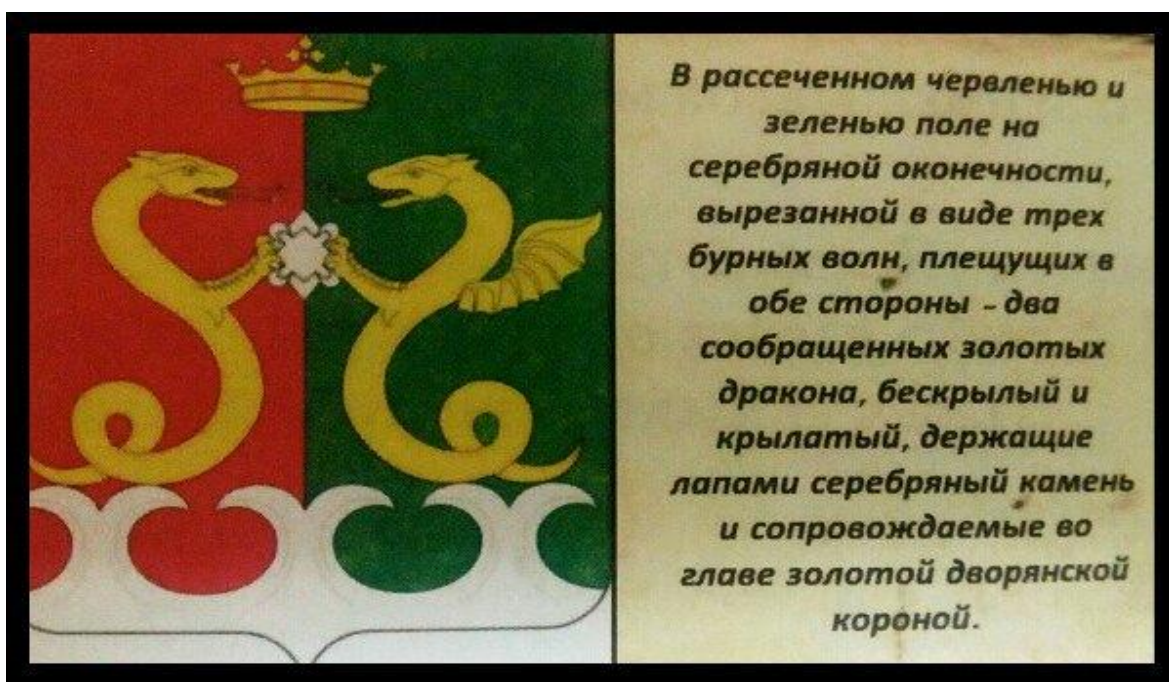 В рассеченном червленью и
зеленью поле на
серебряной оконечности,
вырезанной в виде трех
бурных волн, плещущих в
обе стороны - два
сообращенных золотых
дракона, бескрылый и
крылатый, держащие
лапами серебряный камень
и сопровождаемые во
главе золотой дворянской
короной.